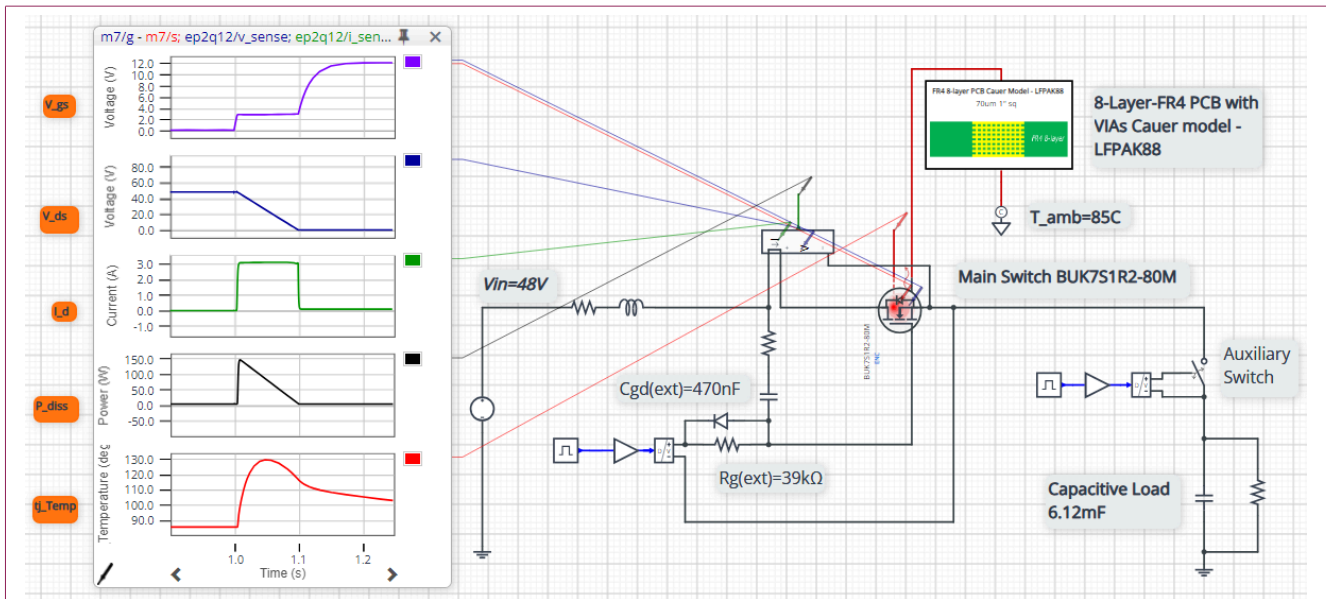 m7/g - m7/s; ep2q12/v_sense; ep2q12/i_sen...
V_gs
Voltage (V)
12.0
10.0
8.0
6.0
4.0
2.0
0.0
V_ds
Voltage (V)
80.0
60.0
40.0
20.0
0.0
I_d
Current (A)
3.0
2.0
1.0
0.0
-1.0
P_diss
Power (W)
150.0
100.0
50.0
0.0
-50.0
tj_Temp
Temperature (deg
130.0
120.0
110.0
100.0
90.0
1.0
1.1
1.2
Time (s)
FR4 8-layer PCB Cauer Model - LFPAK88
70um 1" sq
FR4 8-layer
8-Layer-FR4 PCB with
VIAs Cauer model -
LFPAK88
C
T_amb=85C
Vin=48V
Main Switch BUK7S1R2-80M
BUK7S1R2-80M
ENC
Cgd(ext)=470nF
Rg(ext)=39kΩ
Auxiliary
Switch
Capacitive Load
6.12mF